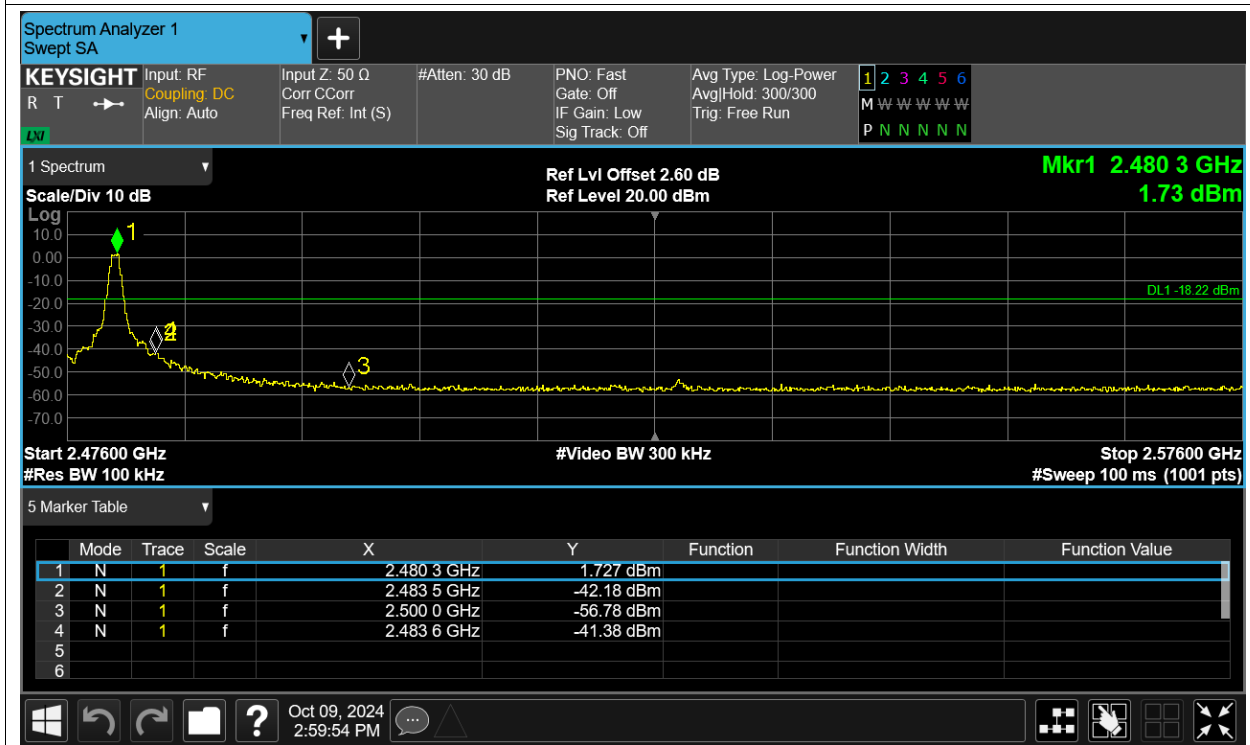 Spectrum Analyzer 1
Swept SA
KEYSIGHT Input: RF Input Z: 50 Ω #Atten: 30 dB PNO: Fast Avg Type: Log-Power 1 2 3 4 5 6
R T Coupling: DC Corr CCorr Gate: Off Avg|Hold: 300/300 M W W W W W
Align: Auto Freq Ref: Int (S) IF Gain: Low Trig: Free Run
LXI Sig Track: Off P N N N N N
1 Spectrum Ref Lvl Offset 2.60 dB Mkr1 2.480 3 GHz
Scale/Div 10 dB Ref Level 20.00 dBm 1.73 dBm
Log
10.0
1
0.00
-10.0
DL1 -18.22 dBm
-20.0
-30.0
-40.0
-50.0
3
-60.0
-70.0
Start 2.47600 GHz #Video BW 300 kHz Stop 2.57600 GHz
#Res BW 100 kHz #Sweep 100 ms (1001 pts)
5 Marker Table
Mode Trace Scale X Y Function Function Width Function Value
1 N 1 f 2.480 3 GHz 1.727 dBm
2 N 1 f 2.483 5 GHz -42.18 dBm
3 N 1 f 2.500 0 GHz -56.78 dBm
4 N 1 f 2.483 6 GHz -41.38 dBm
5
6
? Oct 09, 2024
2:59:54 PM